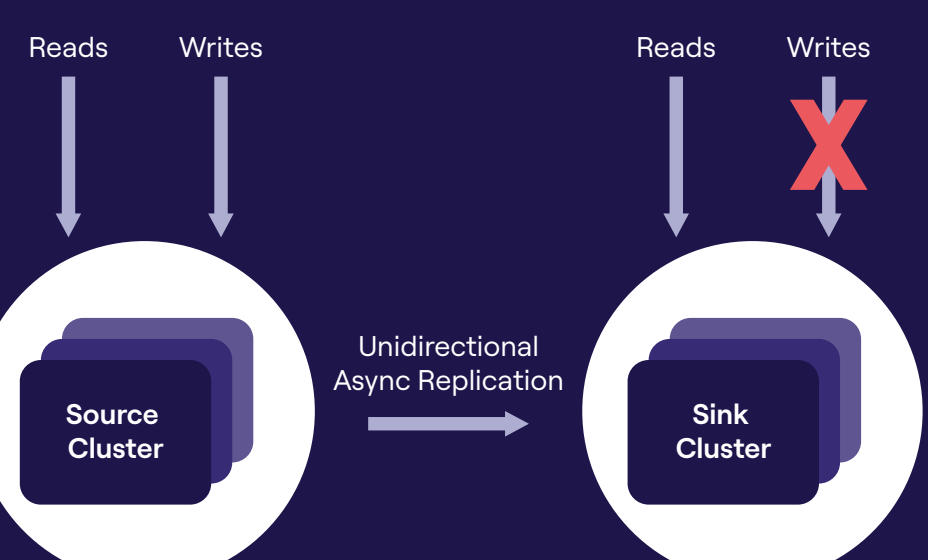 Reads
Writes
Reads
Writes
X
Unidirectional
Async Replication
Source
Cluster
Sink
Cluster